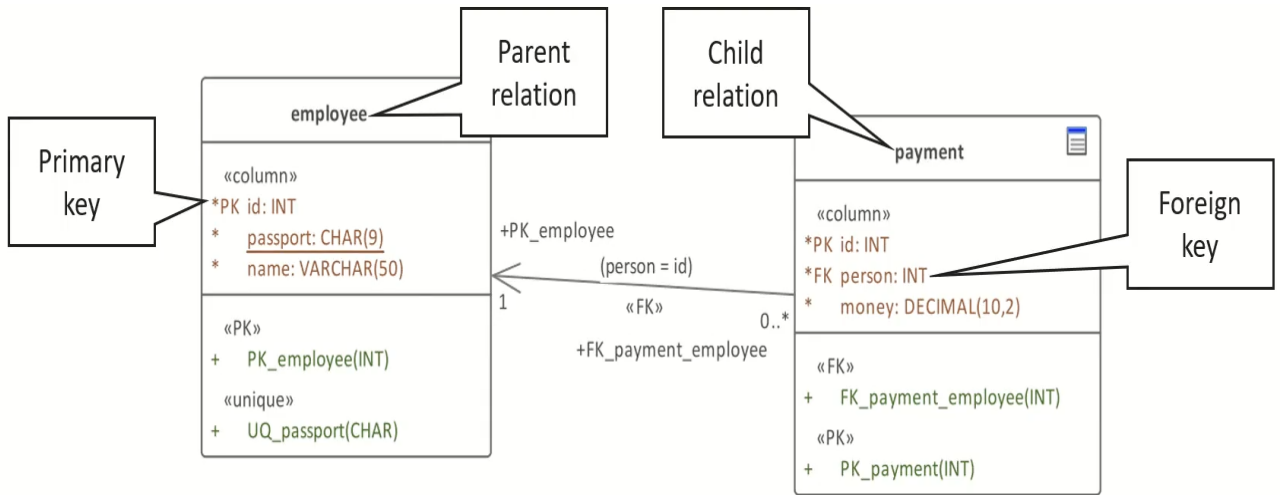 Parent
relation
Child
relation
Primary
key
Foreign
key
employee
«column»
*PK id: INT
* passport: CHAR(9)
* name: VARCHAR(50)
«PK»
+ PK_employee(INT)
«unique»
+ UQ_passport(CHAR)
+PK_employee
(person = id)
1
«FK»
0..*
+FK_payment_employee
payment
«column»
*PK id: INT
*FK person: INT
* money: DECIMAL(10,2)
«FK»
+ FK_payment_employee(INT)
«PK»
+ PK_payment(INT)